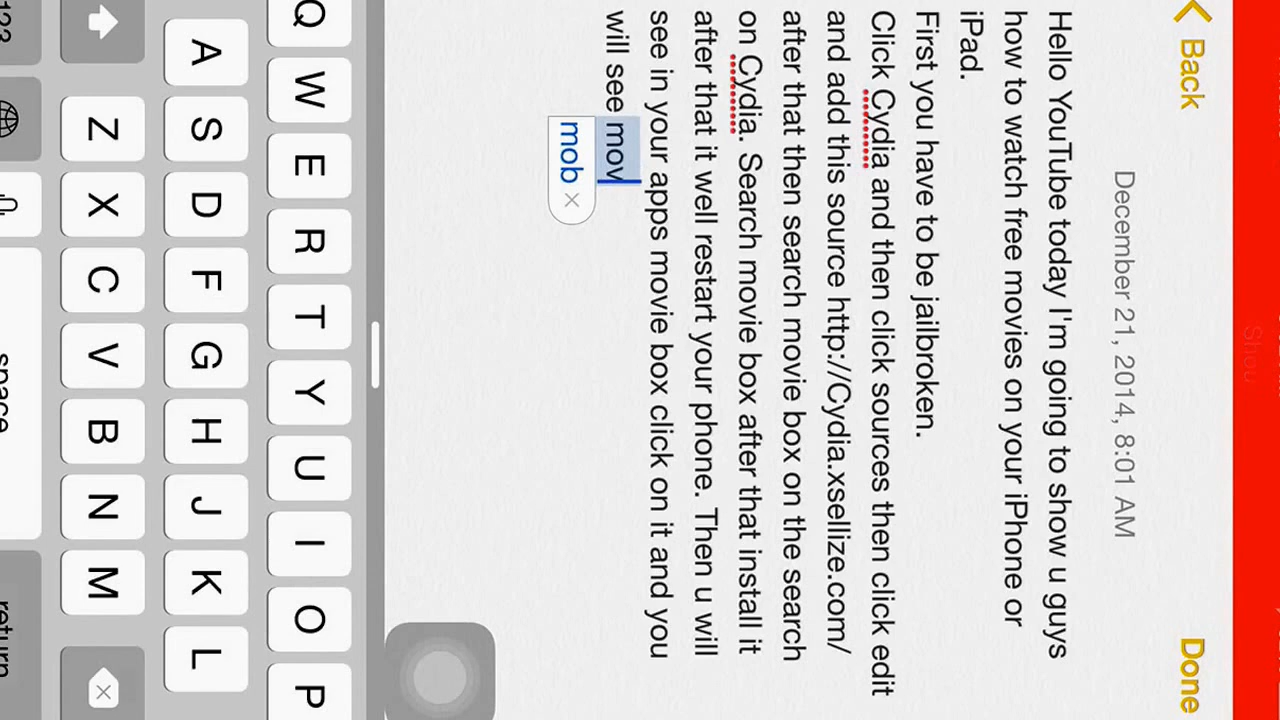 Shou
Back
Done
December 21, 2014, 8:01 AM
Hello YouTube today I'm going to show u guys
how to watch free movies on your iPhone or
iPad.
First you have to be jailbroken.
Click Cydia and then click sources then click edit
and add this source http://Cydia.xsellize.com/
after that then search movie box on the search
on Cydia. Search movie box after that install it
after that it well restart your phone. Then u will
see in your apps movie box click on it and you
will see mov
mob ×
Q W E R T Y U I O P
A S D F G H J K L
Z X C V B N M
123
space
return